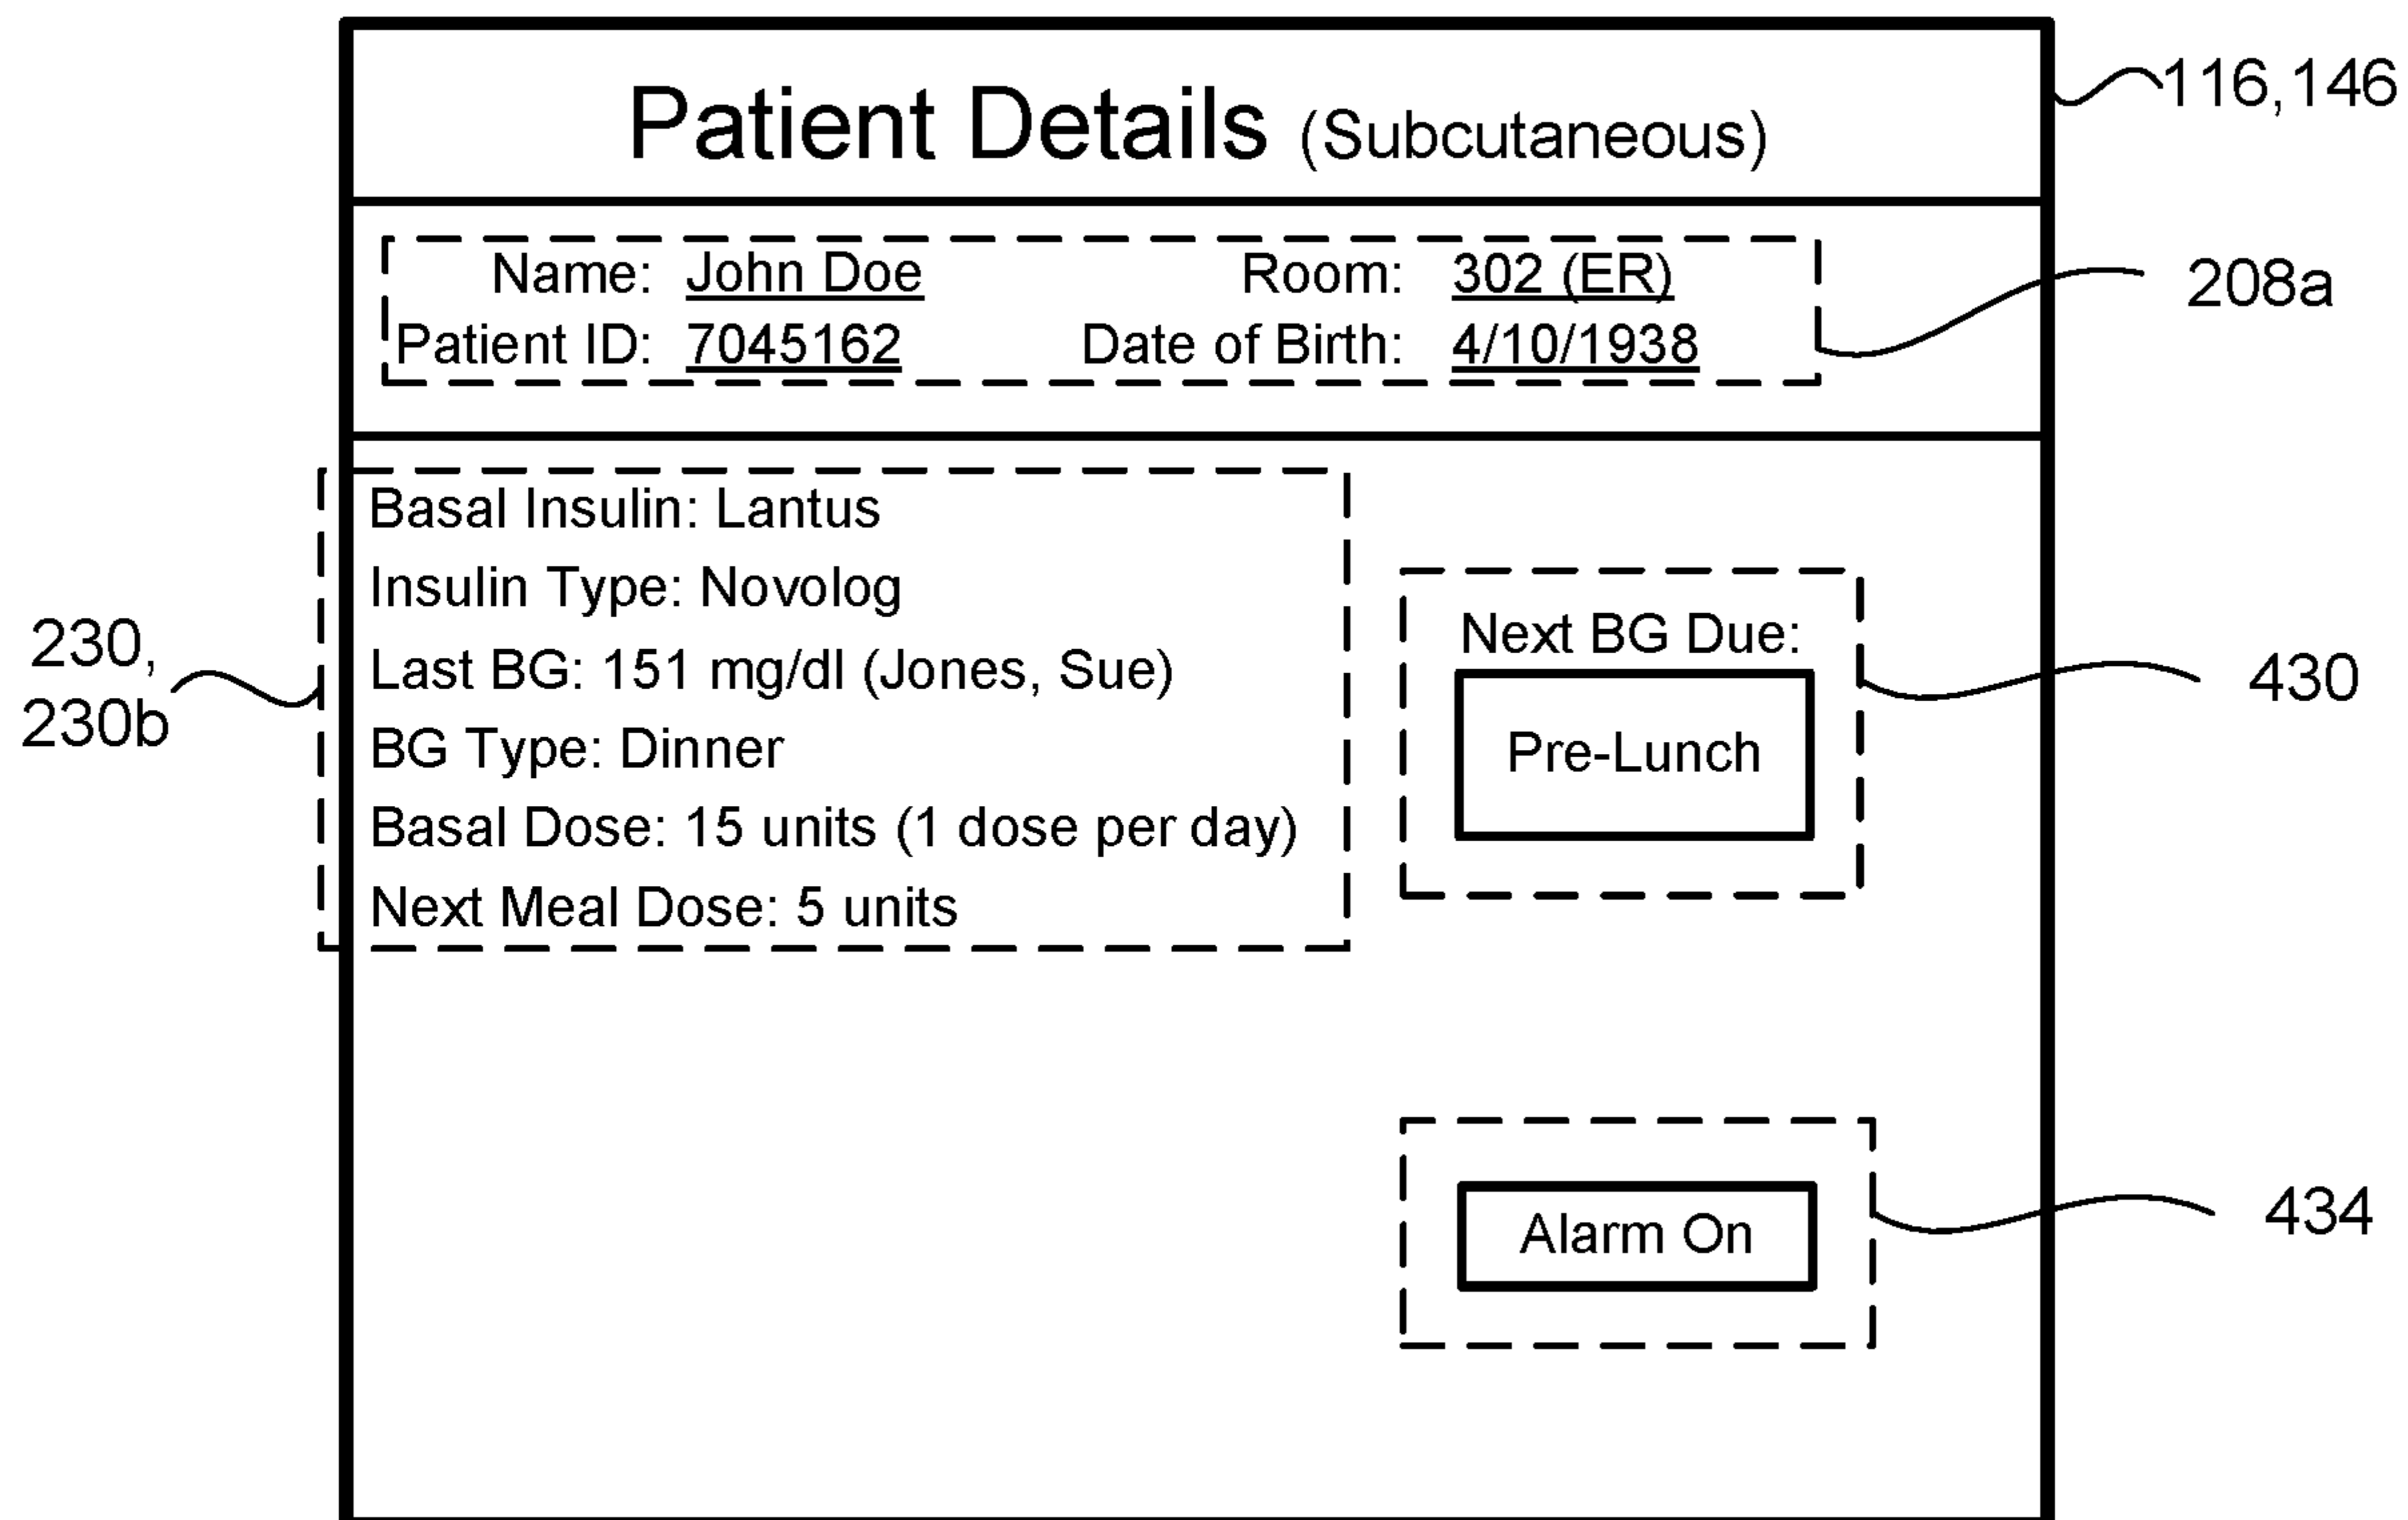 Patient Details (Subcutaneous)
116,146
Name: John Doe Room: 302 (ER)
Patient ID: 7045162 Date of Birth: 4/10/1938
208a
Basal Insulin: Lantus
Insulin Type: Novolog
Last BG: 151 mg/dl (Jones, Sue)
BG Type: Dinner
Basal Dose: 15 units (1 dose per day)
Next Meal Dose: 5 units
230,
230b
Next BG Due:
Pre-Lunch
430
Alarm On
434